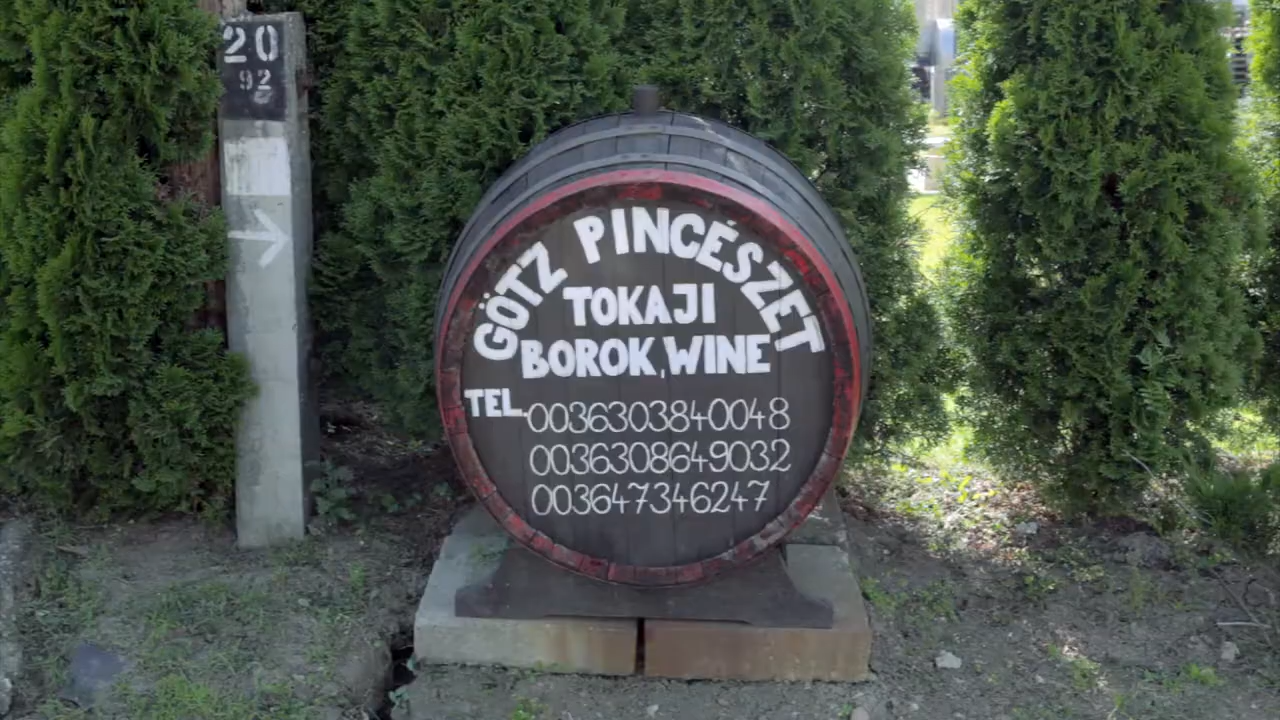 20
92
GÖTZ PINCÉSZET
TOKAJI
BOROK, WINE
TEL. 0036303840048
0036308649032
003647346247